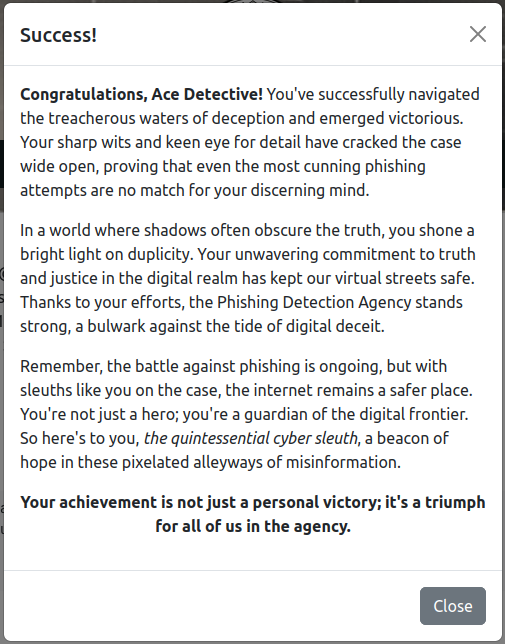 Success!
Congratulations, Ace Detective! You've successfully navigated
the treacherous waters of deception and emerged victorious.
Your sharp wits and keen eye for detail have cracked the case
wide open, proving that even the most cunning phishing
attempts are no match for your discerning mind.
In a world where shadows often obscure the truth, you shone a
bright light on duplicity. Your unwavering commitment to truth
and justice in the digital realm has kept our virtual streets safe.
Thanks to your efforts, the Phishing Detection Agency stands
strong, a bulwark against the tide of digital deceit.
Remember, the battle against phishing is ongoing, but with
sleuths like you on the case, the internet remains a safer place.
You're not just a hero; you're a guardian of the digital frontier.
So here's to you, the quintessential cyber sleuth, a beacon of
hope in these pixelated alleyways of misinformation.
Your achievement is not just a personal victory; it's a triumph
for all of us in the agency.
Close